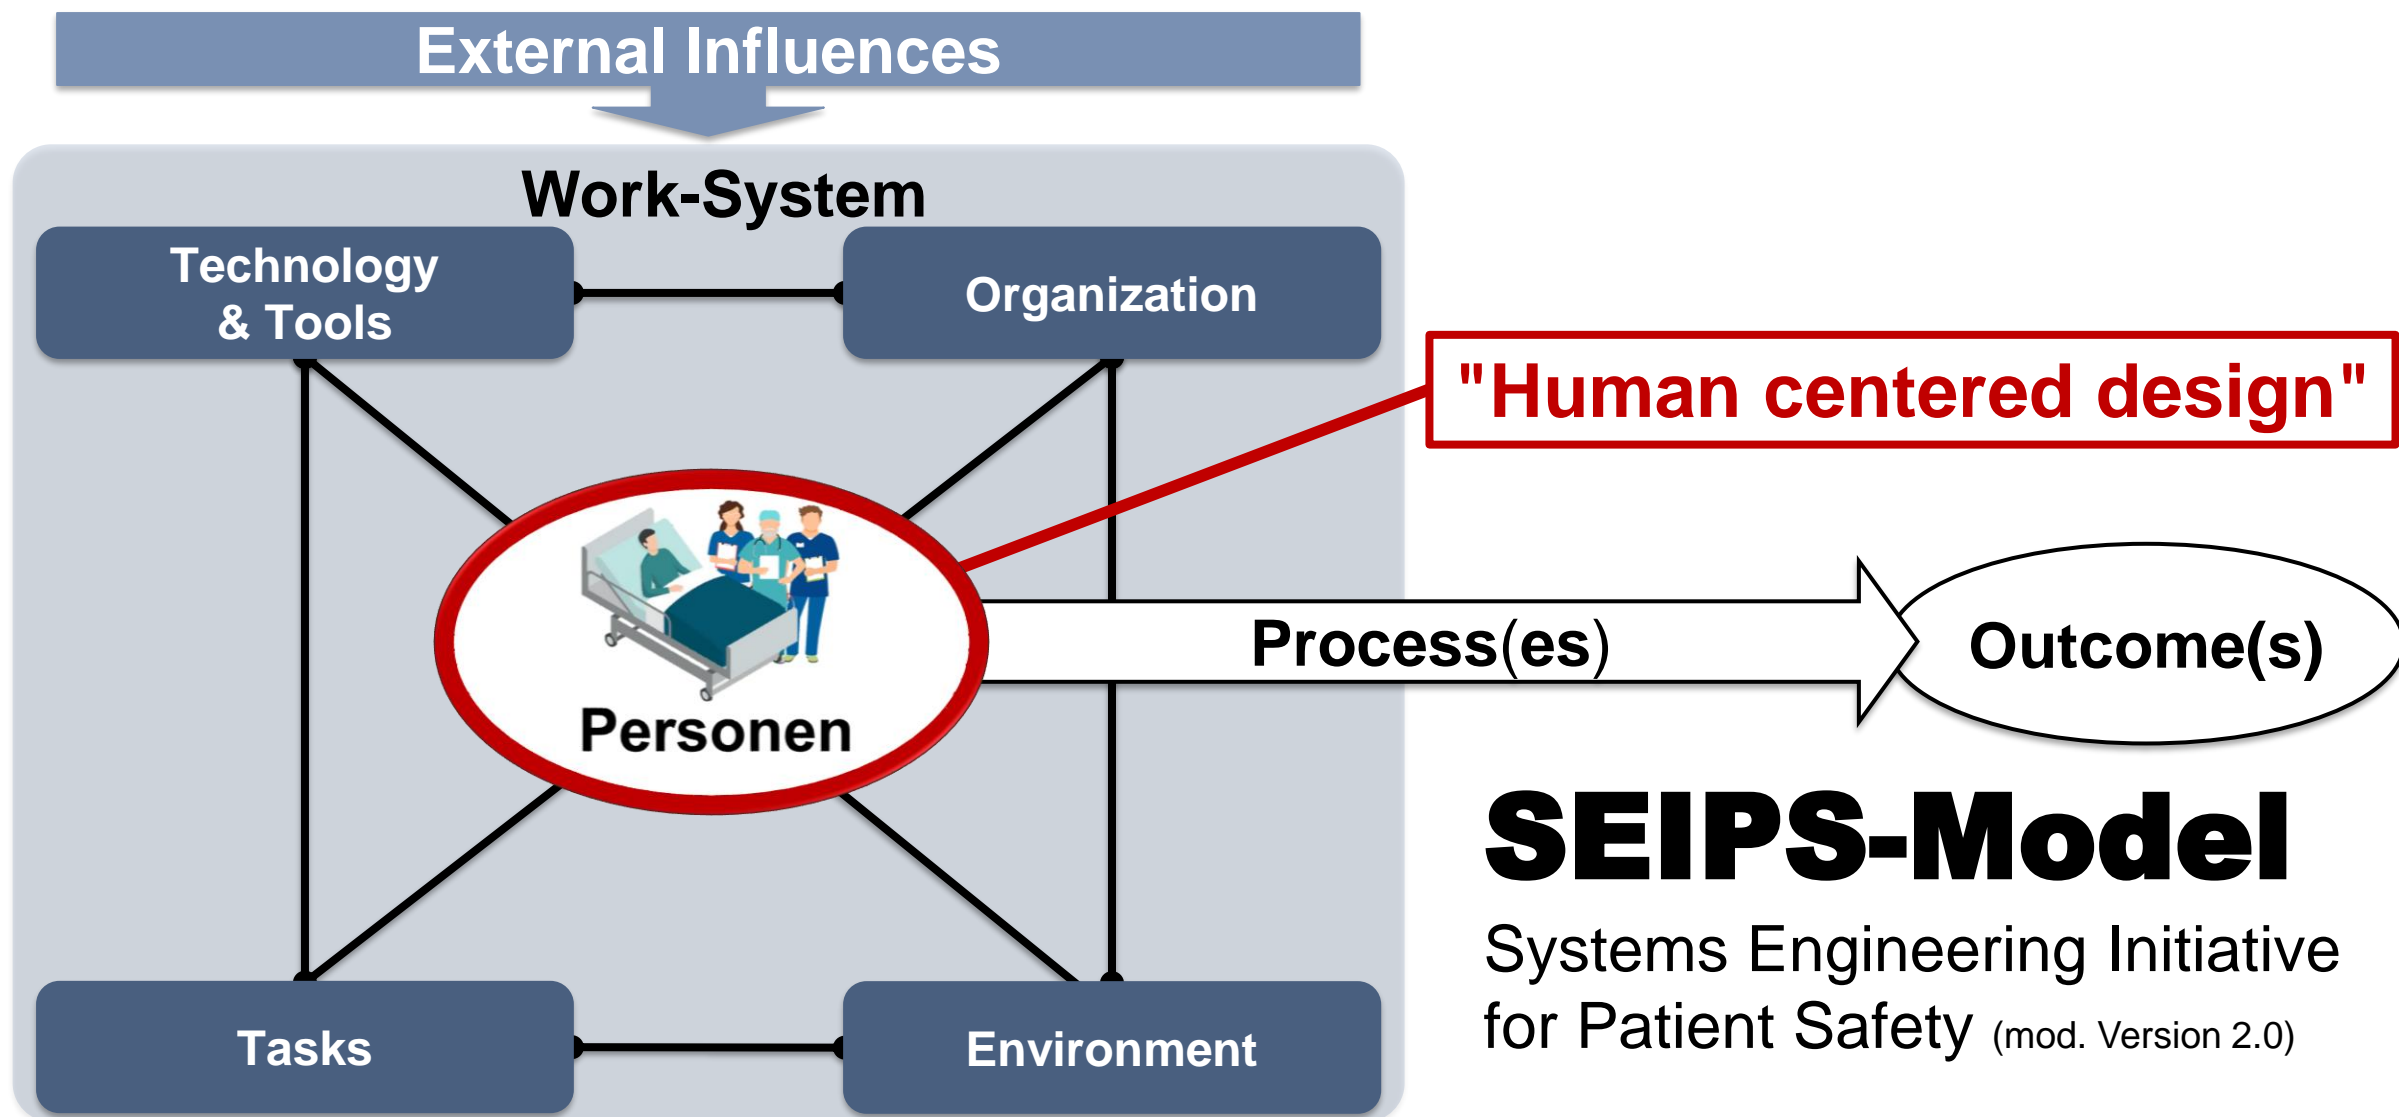 External Influences
Work-System
Technology
& Tools
Organization
"Human centered design"
Personen
Process(es)
Outcome(s)
Tasks
Environment
SEIPS-Model
Systems Engineering Initiative
for Patient Safety (mod. Version 2.0)